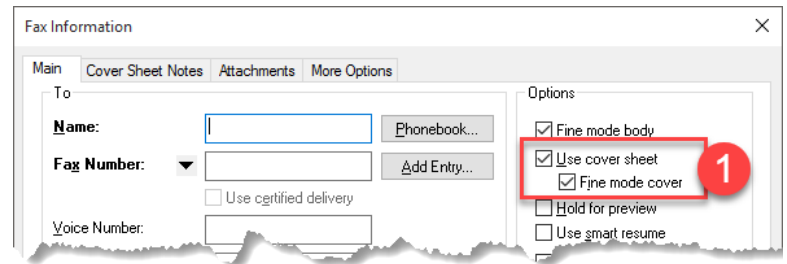 Fax Information
Main Cover Sheet Notes Attachments More Options
To
Name: Phonebook...
Fax Number: Add Entry...
Use certified delivery
Voice Number:
Options
Fine mode body
Use cover sheet
Fine mode cover
1
Hold for preview
Use smart resume